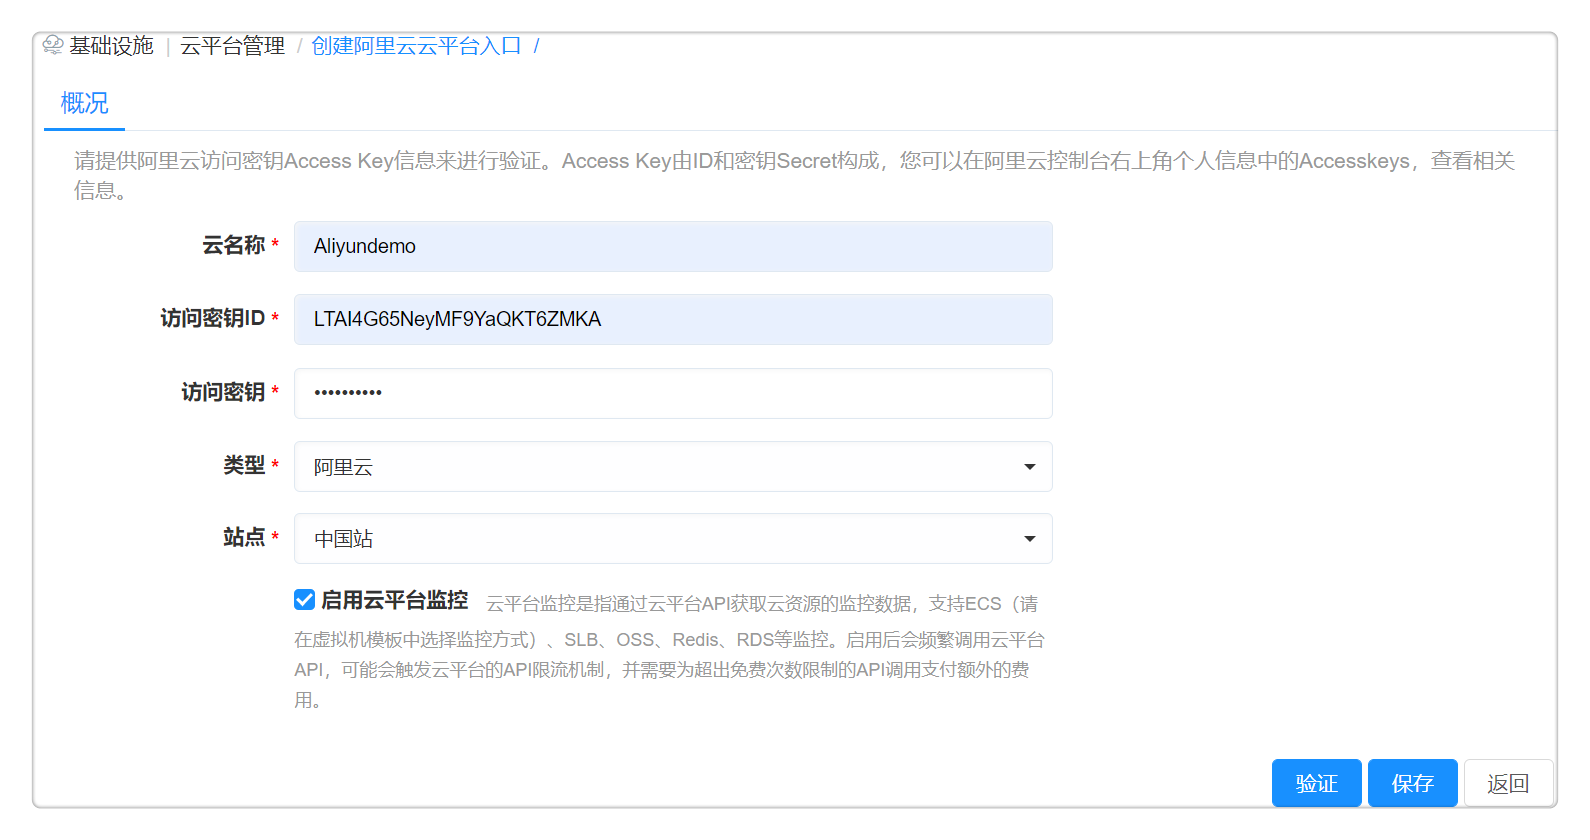 基础设施 | 云平台管理 / 创建阿里云云平台入口 /
概况
请提供阿里云访问密钥Access Key信息来进行验证。Access Key由ID和密钥Secret构成，您可以在阿里云控制台右上角个人信息中的Accesskeys，查看相关
信息。
云名称 * Aliyundemo
访问密钥ID * LTAI4G65NeyMF9YaQKT6ZMKA
访问密钥 * ••••••••••
类型 * 阿里云
站点 * 中国站
启用云平台监控 云平台监控是指通过云平台API获取云资源的监控数据，支持ECS（请
在虚拟机模板中选择监控方式）、SLB、OSS、Redis、RDS等监控。启用后会频繁调用云平台
API，可能会触发云平台的API限流机制，并需要为超出免费次数限制的API调用支付额外的费
用。
验证 保存 返回